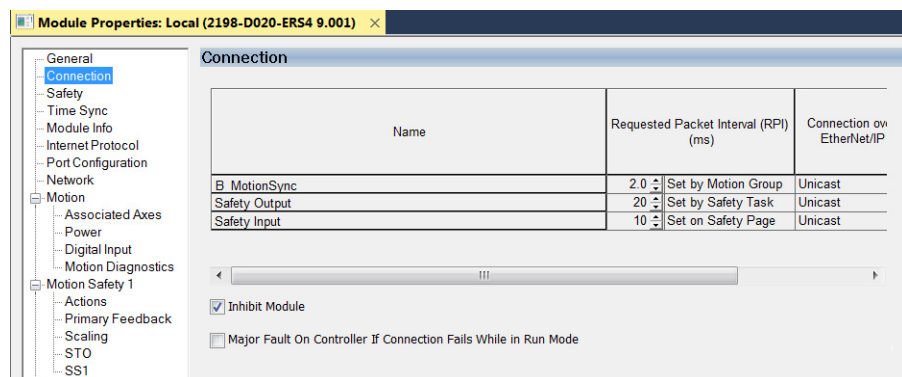 Module Properties: Local (2198-D020-ERS4 9.001) ×
General
Connection
Safety
Time Sync
Module Info
Internet Protocol
Port Configuration
Network
Motion
Associated Axes
Power
Digital Input
Motion Diagnostics
Motion Safety 1
Actions
Primary Feedback
Scaling
STO
SS1
Connection
Name
Requested Packet Interval (RPI)
(ms)
Connection ov
EtherNet/IP
B MotionSync 2.0 Set by Motion Group Unicast
Safety Output 20 Set by Safety Task Unicast
Safety Input 10 Set on Safety Page Unicast
Inhibit Module
Major Fault On Controller If Connection Fails While in Run Mode